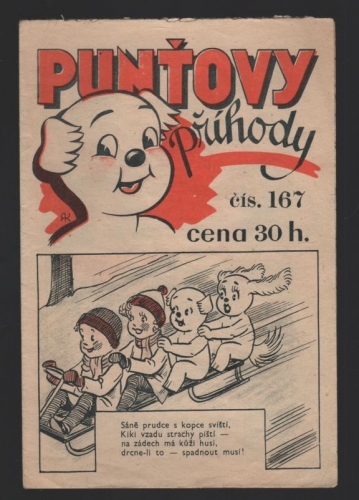 PUNŤOVY
příhody
čís. 167
cena 30 h.
AK
Sáně prudce s kopce sviští,
Kiki vzadu strachy piští —
na zádech má kůži husí,
drcne-li to — spadnout musí!